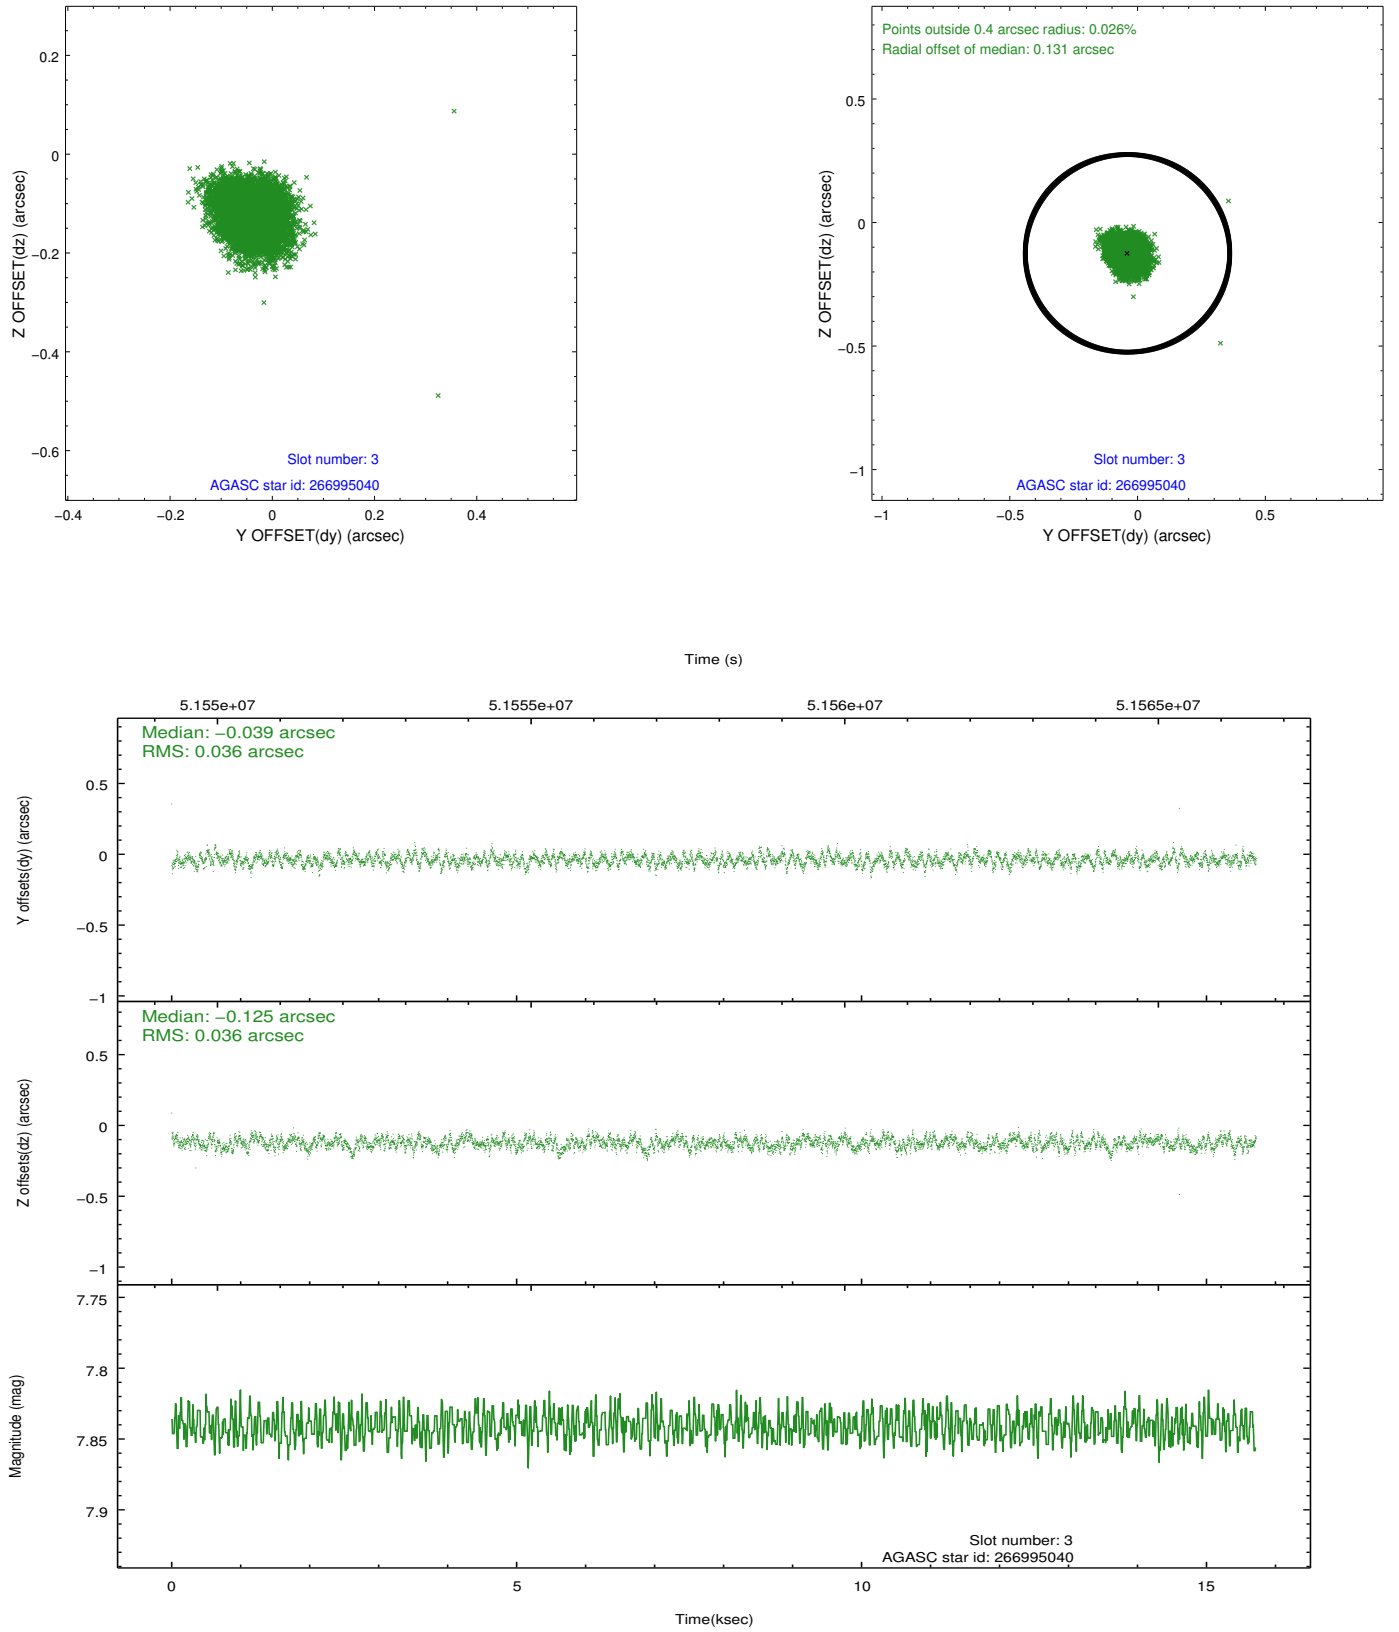 0.2
0
−0.2
−0.4
−0.6
Z OFFSET(dz) (arcsec)
Slot number: 3
AGASC star id: 266995040
−0.4
−0.2
0
0.2
0.4
Y OFFSET(dy) (arcsec)
Points outside 0.4 arcsec radius: 0.026%
Radial offset of median: 0.131 arcsec
0.5
0
−0.5
−1
Z OFFSET(dz) (arcsec)
Slot number: 3
AGASC star id: 266995040
−1
−0.5
0
0.5
Y OFFSET(dy) (arcsec)
Time (s)
5.155e+07
5.1555e+07
5.156e+07
5.1565e+07
Median: −0.039 arcsec
RMS: 0.036 arcsec
0.5
0
−0.5
−1
Y offsets(dy) (arcsec)
Median: −0.125 arcsec
RMS: 0.036 arcsec
0.5
0
−0.5
−1
Z offsets(dz) (arcsec)
7.75
7.8
7.85
7.9
Magnitude (mag)
Slot number: 3
AGASC star id: 266995040
0
5
10
15
Time(ksec)